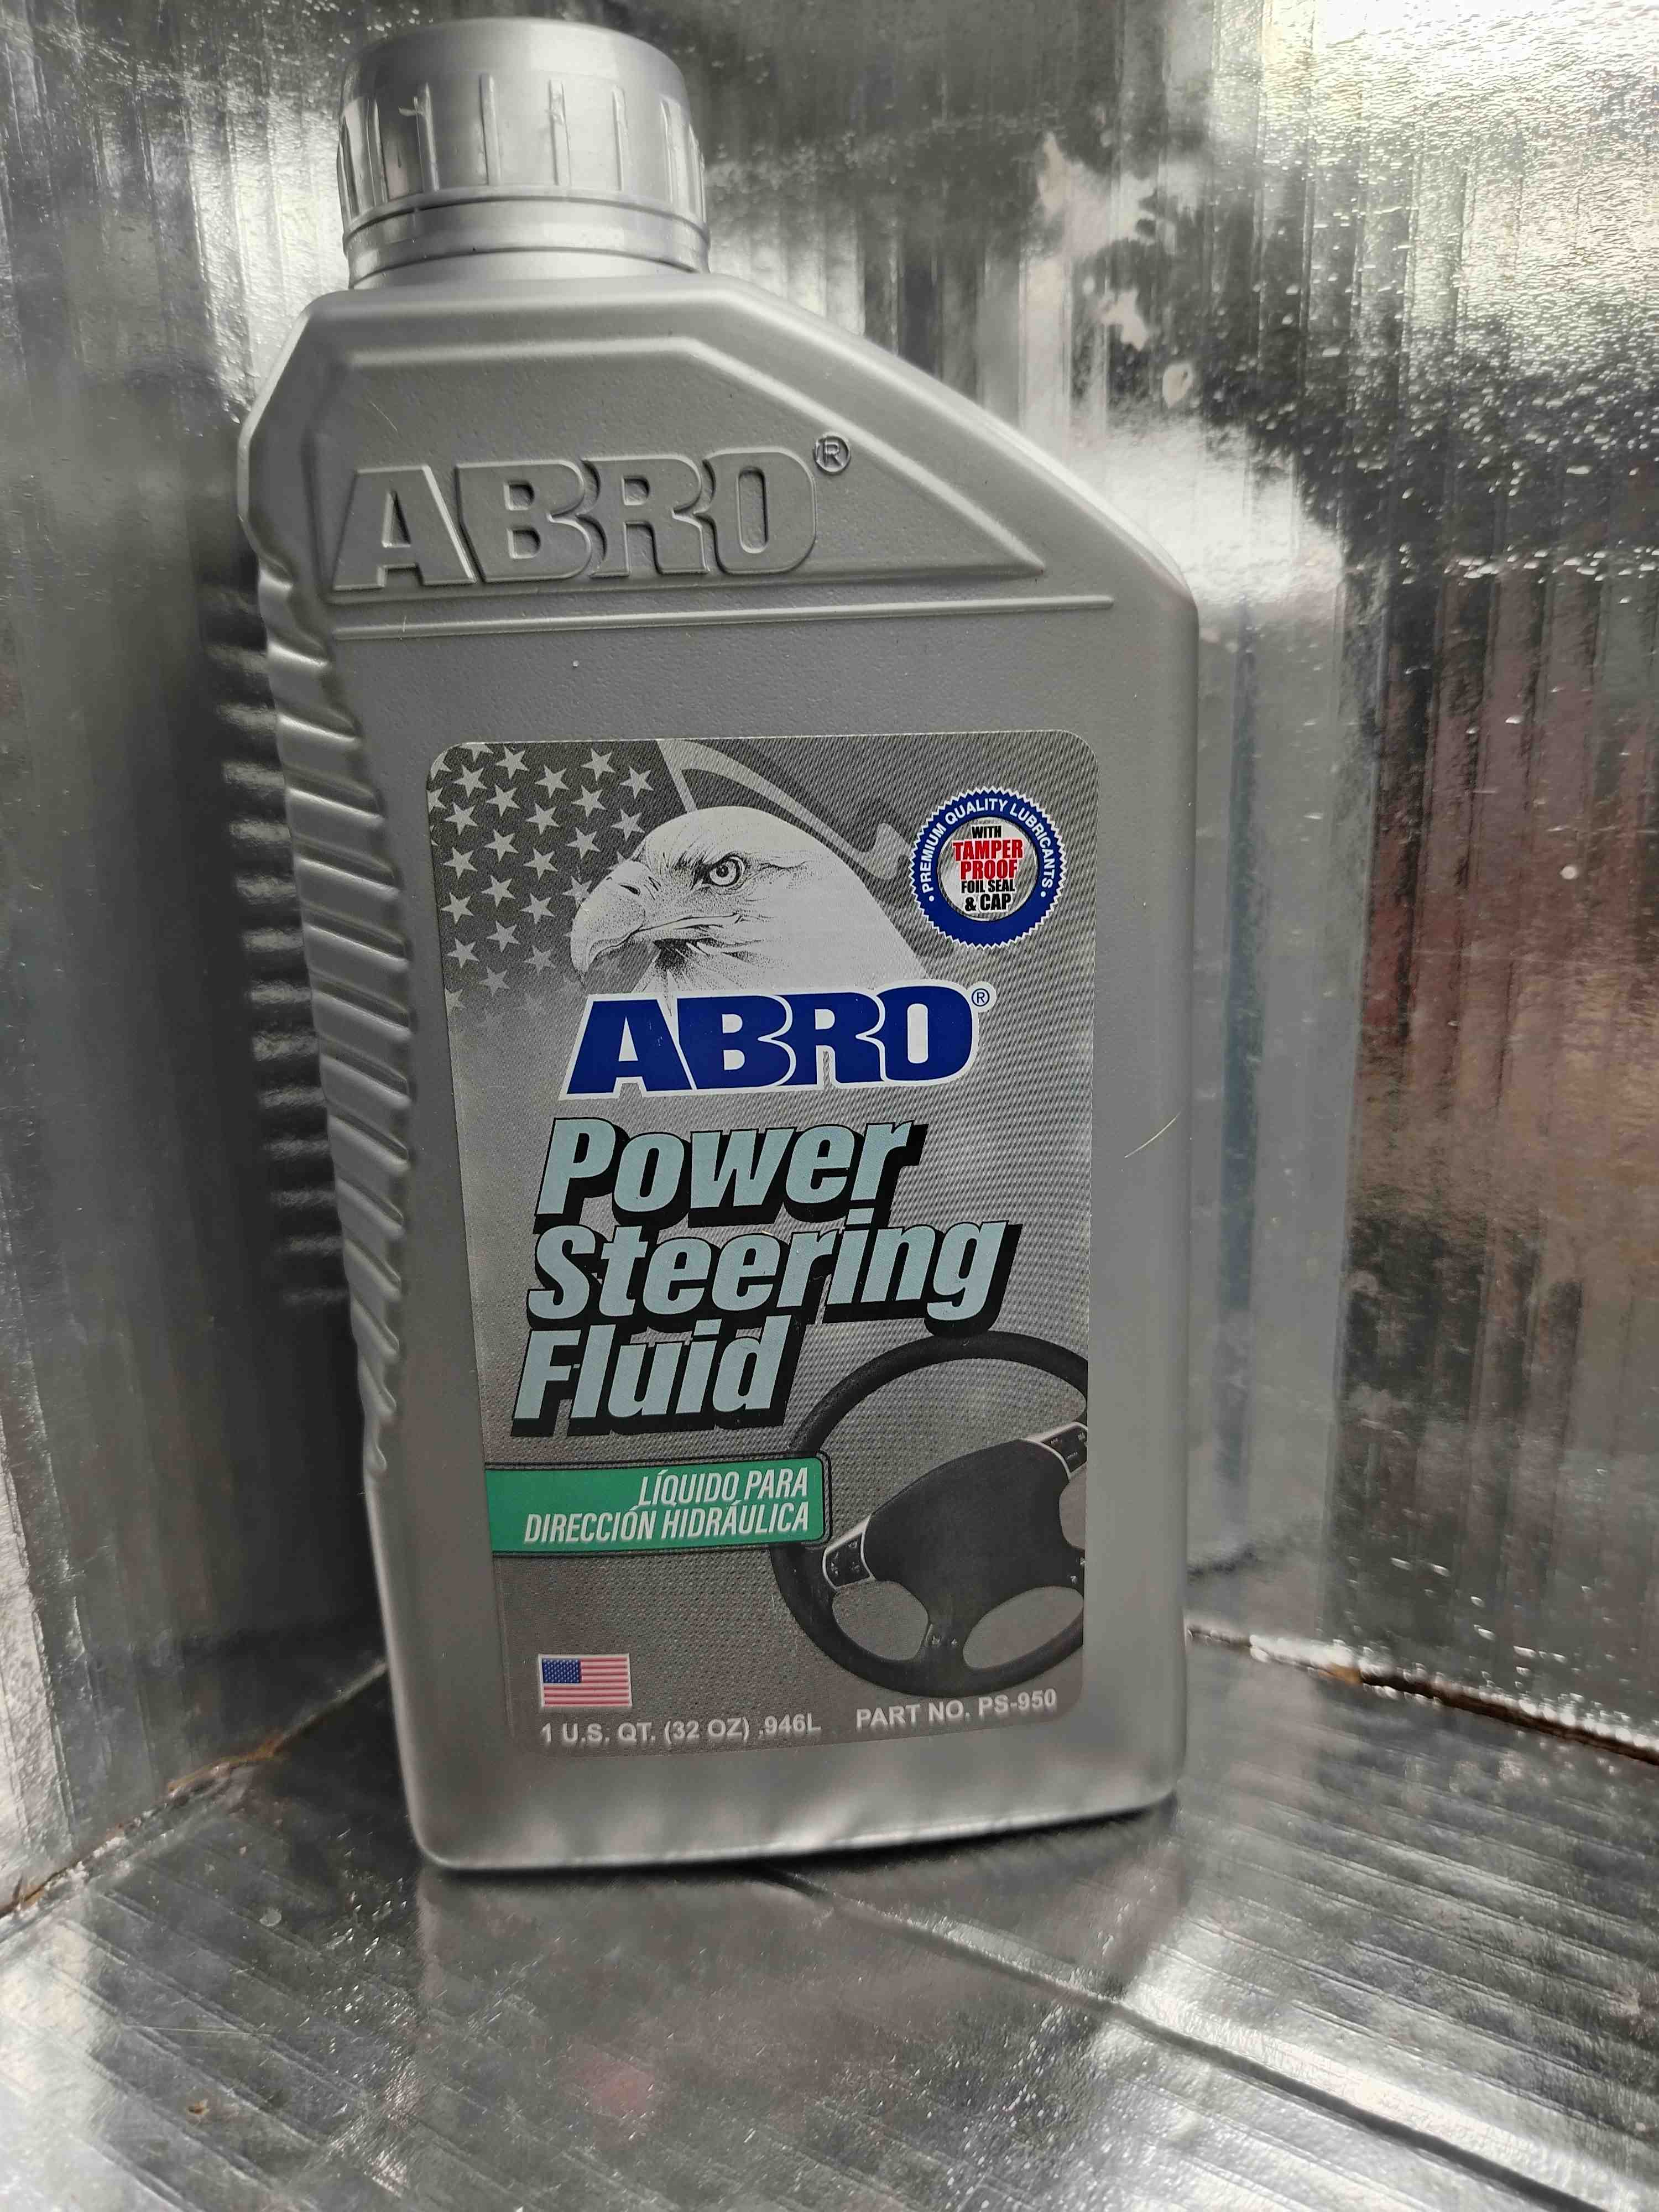 ABRO®
PREMIUM QUALITY LUBRICANTS
WITH
TAMPER
PROOF
FOIL SEAL
& CAP
ABRO®
Power
Steering
Fluid
LÍQUIDO PARA
DIRECCIÓN HIDRÁULICA
1 U.S. QT. (32 OZ) .946L PART NO. PS-950